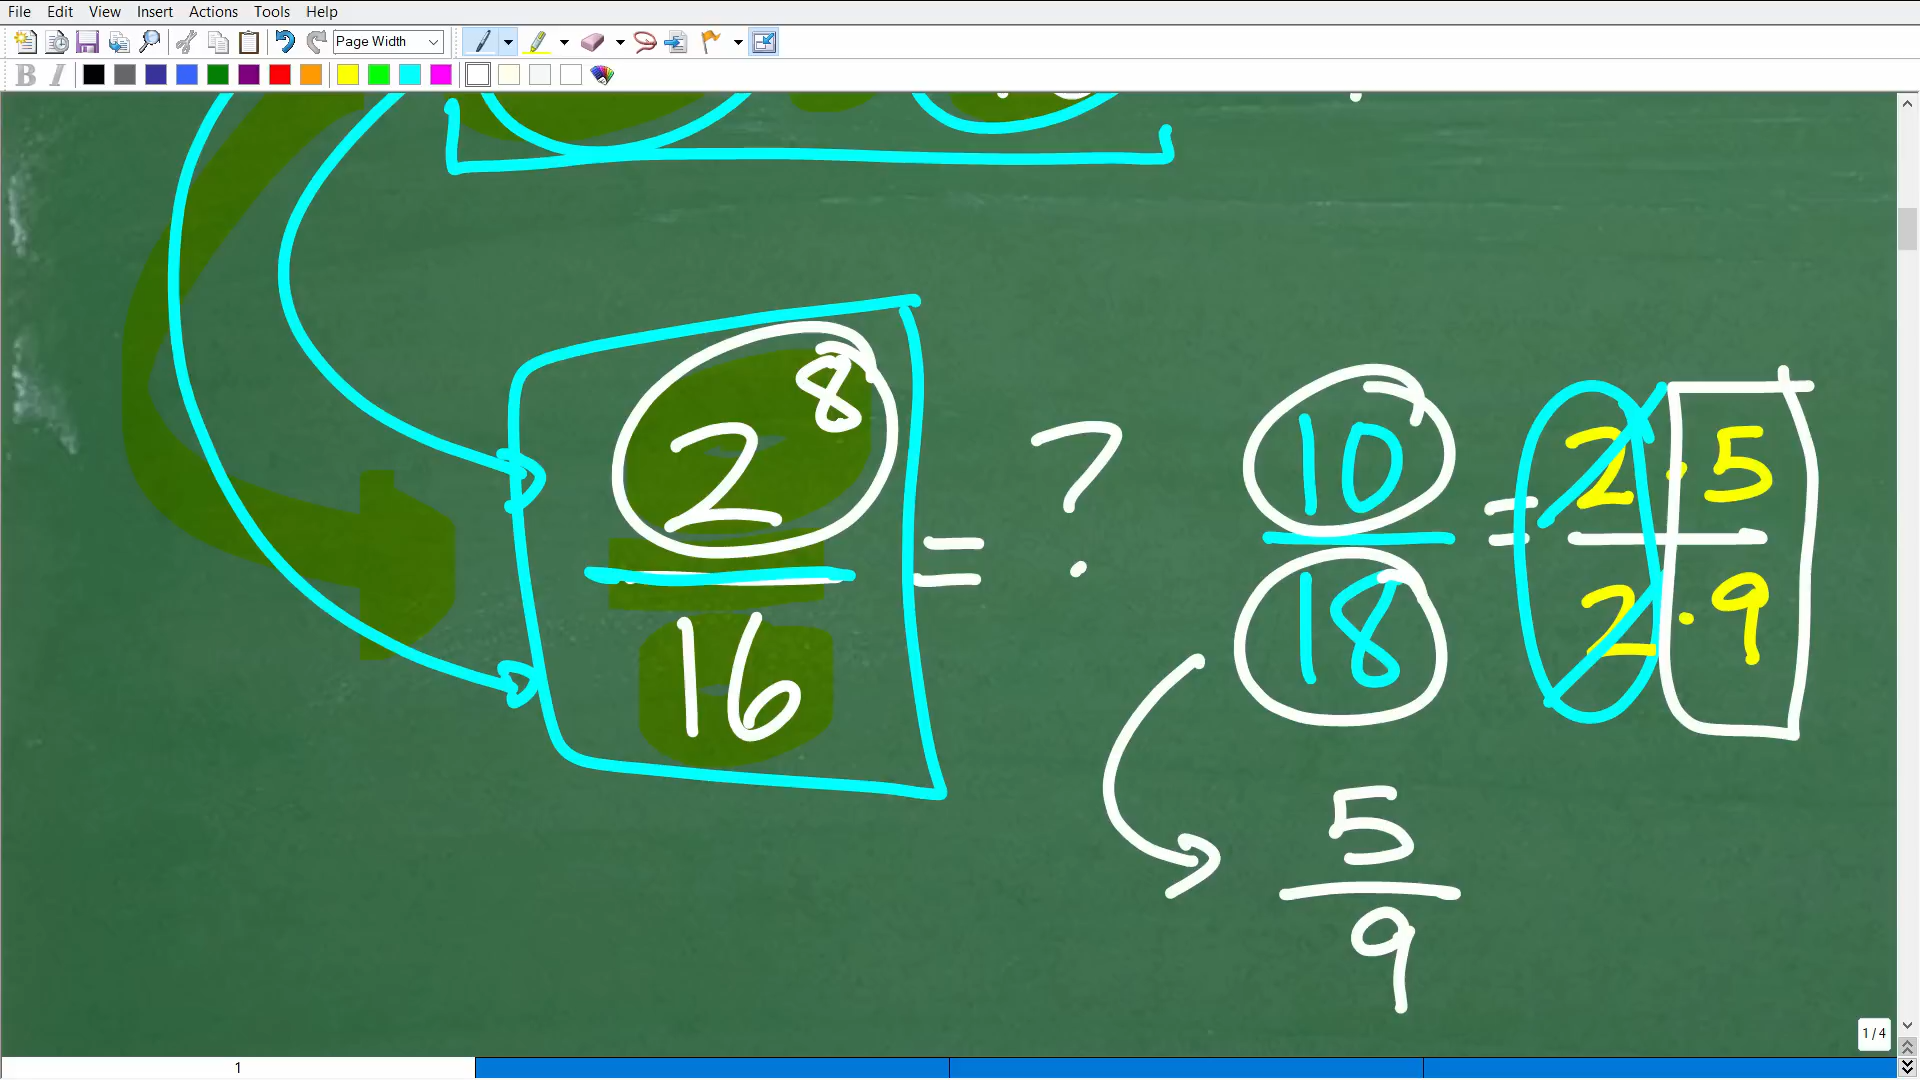 File Edit View Insert Actions Tools Help
Page Width
B I
2^8 / 16 = ?
10 / 18 = 2 · 5 / 2 · 9
5 / 9
1 / 4
1